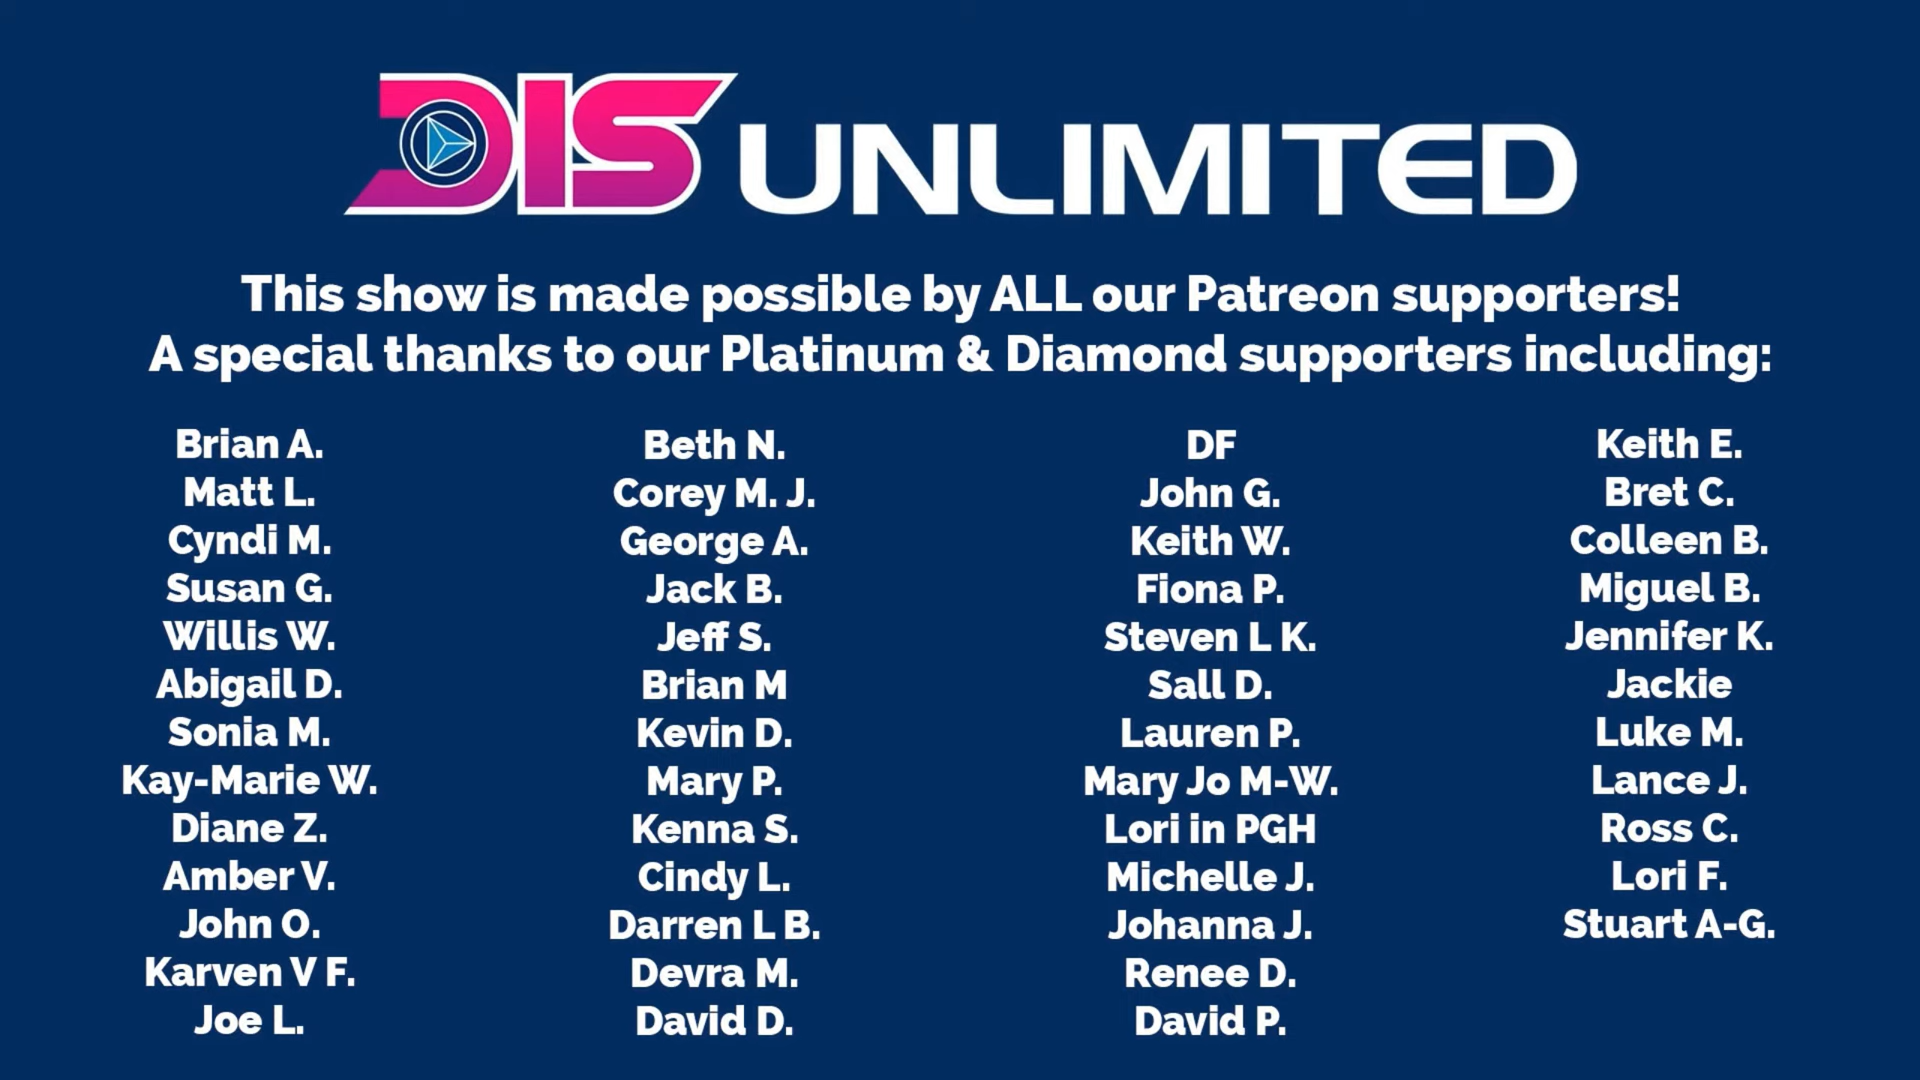 DIS UNLIMITED
This show is made possible by ALL our Patreon supporters!
A special thanks to our Platinum & Diamond supporters including:
Brian A.
Matt L.
Cyndi M.
Susan G.
Willis W.
Abigail D.
Sonia M.
Kay-Marie W.
Diane Z.
Amber V.
John O.
Karven V F.
Joe L.
Beth N.
Corey M. J.
George A.
Jack B.
Jeff S.
Brian M
Kevin D.
Mary P.
Kenna S.
Cindy L.
Darren L B.
Devra M.
David D.
DF
John G.
Keith W.
Fiona P.
Steven L K.
Sall D.
Lauren P.
Mary Jo M-W.
Lori in PGH
Michelle J.
Johanna J.
Renee D.
David P.
Keith E.
Bret C.
Colleen B.
Miguel B.
Jennifer K.
Jackie
Luke M.
Lance J.
Ross C.
Lori F.
Stuart A-G.